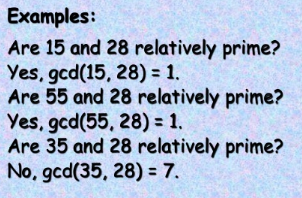 Examples:
Are 15 and 28 relatively prime?
Yes, gcd(15, 28) = 1.
Are 55 and 28 relatively prime?
Yes, gcd(55, 28) = 1.
Are 35 and 28 relatively prime?
No, gcd(35, 28) = 7.